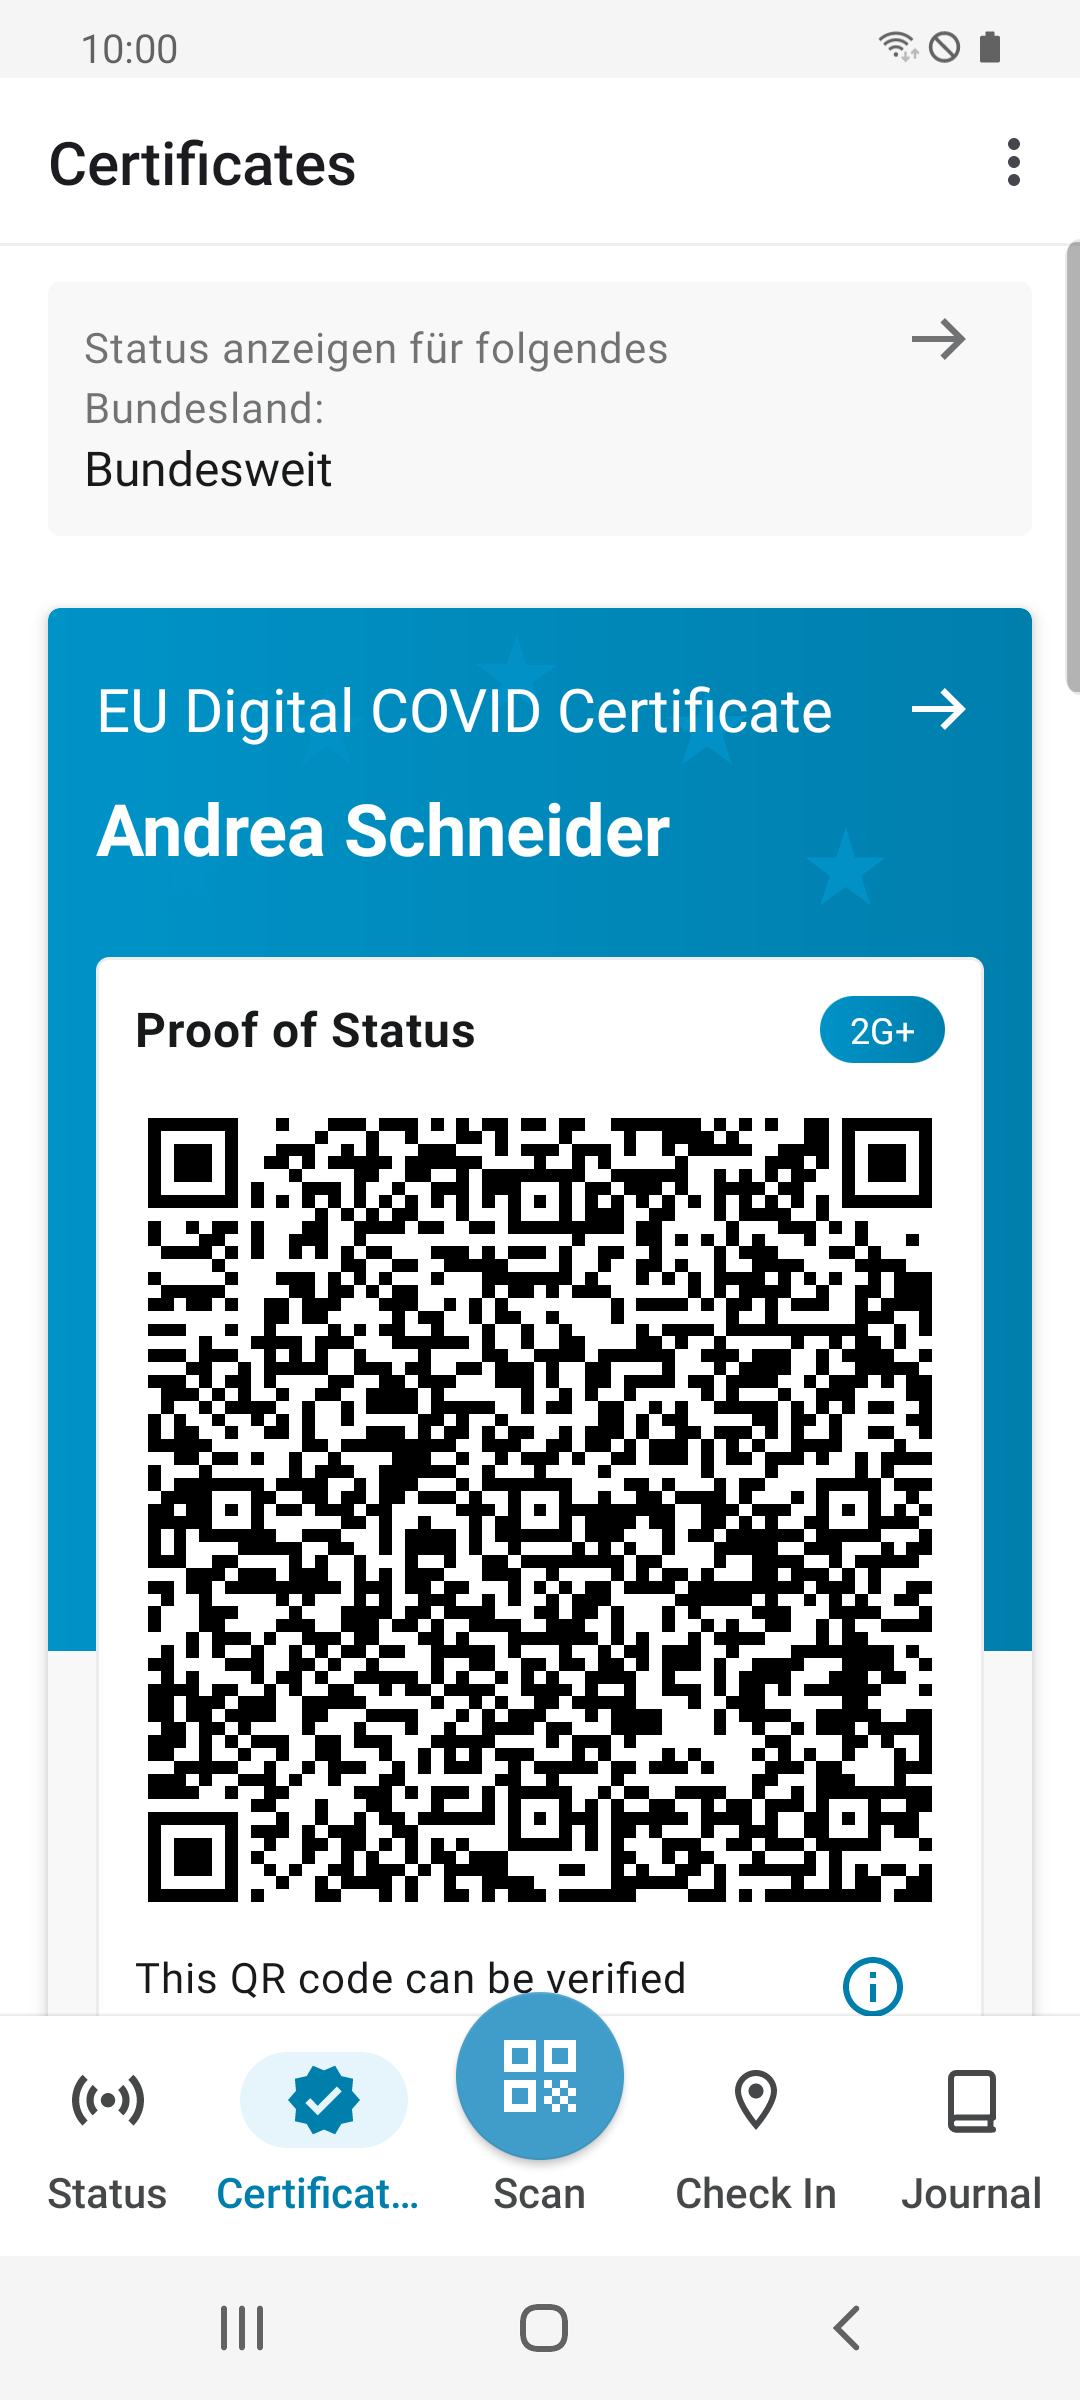 10:00
Certificates
Status anzeigen für folgendes
Bundesland:
Bundesweit
EU Digital COVID Certificate
Andrea Schneider
Proof of Status
2G+
This QR code can be verified
Status
Certificat...
Scan
Check In
Journal